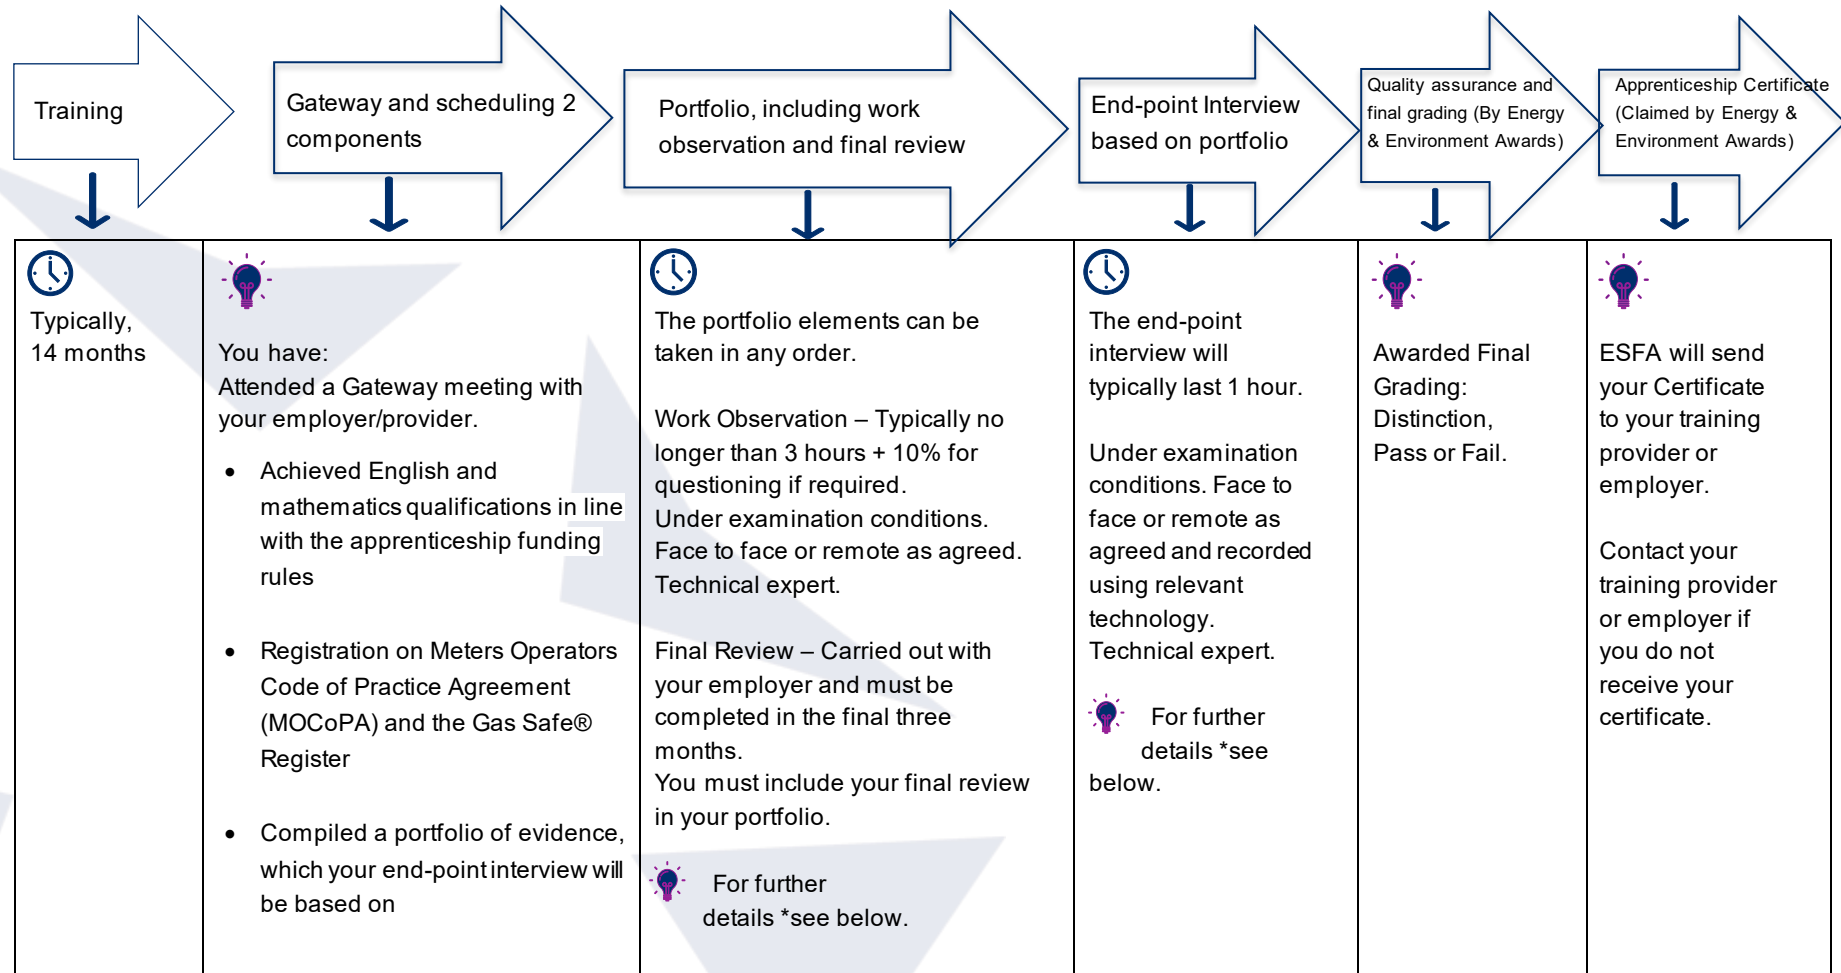 Training
Gateway and scheduling 2
components
Portfolio, including work
observation and final review
End-point Interview
based on portfolio
Quality assurance and
final grading (By Energy
& Environment Awards)
Apprenticeship Certificate
(Claimed by Energy &
Environment Awards)
Typically,
14 months
You have:
Attended a Gateway meeting with
your employer/provider.
• Achieved English and
mathematics qualifications in line
with the apprenticeship funding
rules
• Registration on Meters Operators
Code of Practice Agreement
(MOCoPA) and the Gas Safe®
Register
• Compiled a portfolio of evidence,
which your end-point interview will
be based on
The portfolio elements can be
taken in any order.
Work Observation – Typically no
longer than 3 hours + 10% for
questioning if required.
Under examination conditions.
Face to face or remote as agreed.
Technical expert.
Final Review – Carried out with
your employer and must be
completed in the final three
months.
You must include your final review
in your portfolio.
For further
details *see below.
The end-point
interview will
typically last 1 hour.
Under examination
conditions. Face to
face or remote as
agreed and recorded
using relevant
technology.
Technical expert.
For further
details *see
below.
Awarded Final
Grading:
Distinction,
Pass or Fail.
ESFA will send
your Certificate
to your training
provider or
employer.
Contact your
training provider
or employer if
you do not
receive your
certificate.